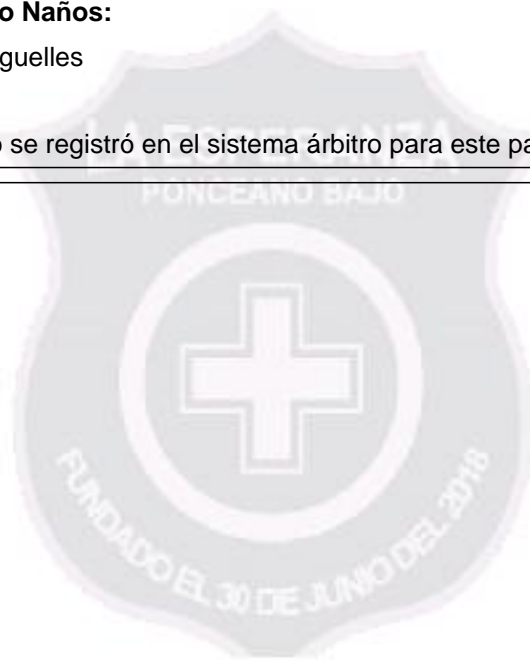 o Naños:
guelles
se registró en el sistema árbitro para este pa
LA ESPERANZA
PONCEANO BAJO
FUNDADO EL 30 DE JUNIO DEL 2018